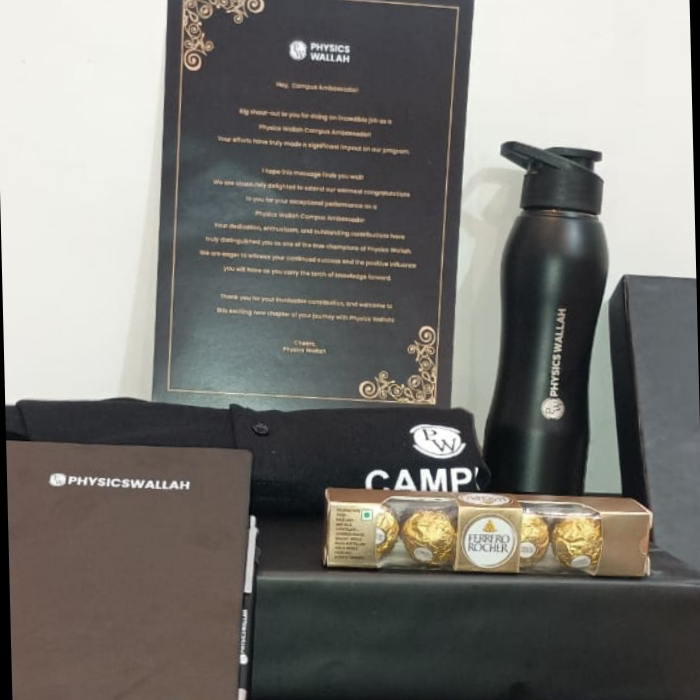 PHYSICS
WALLAH
Hey, Campus Ambassador!
Big shout-out to you for doing an incredible job as a
Physics Wallah Campus Ambassador!
Your efforts have truly made a significant impact on our program.
I hope this message finds you well!
We are absolutely delighted to extend our warmest congratulations
to you for your exceptional performance as a
Physics Wallah Campus Ambassador
Your dedication, enthusiasm, and outstanding contributions have
truly distinguished you as one of the true champions of Physics Wallah.
We are eager to witness your continued success and the positive influence
you will have as you carry the torch of knowledge forward.
Thank you for your invaluable contribution, and welcome to
this exciting new chapter of your journey with Physics Wallah!
Cheers,
Physics Wallah
PHYSICS WALLAH
PW
PW
CAMP
PHYSICSWALLAH
FERRERO
ROCHER